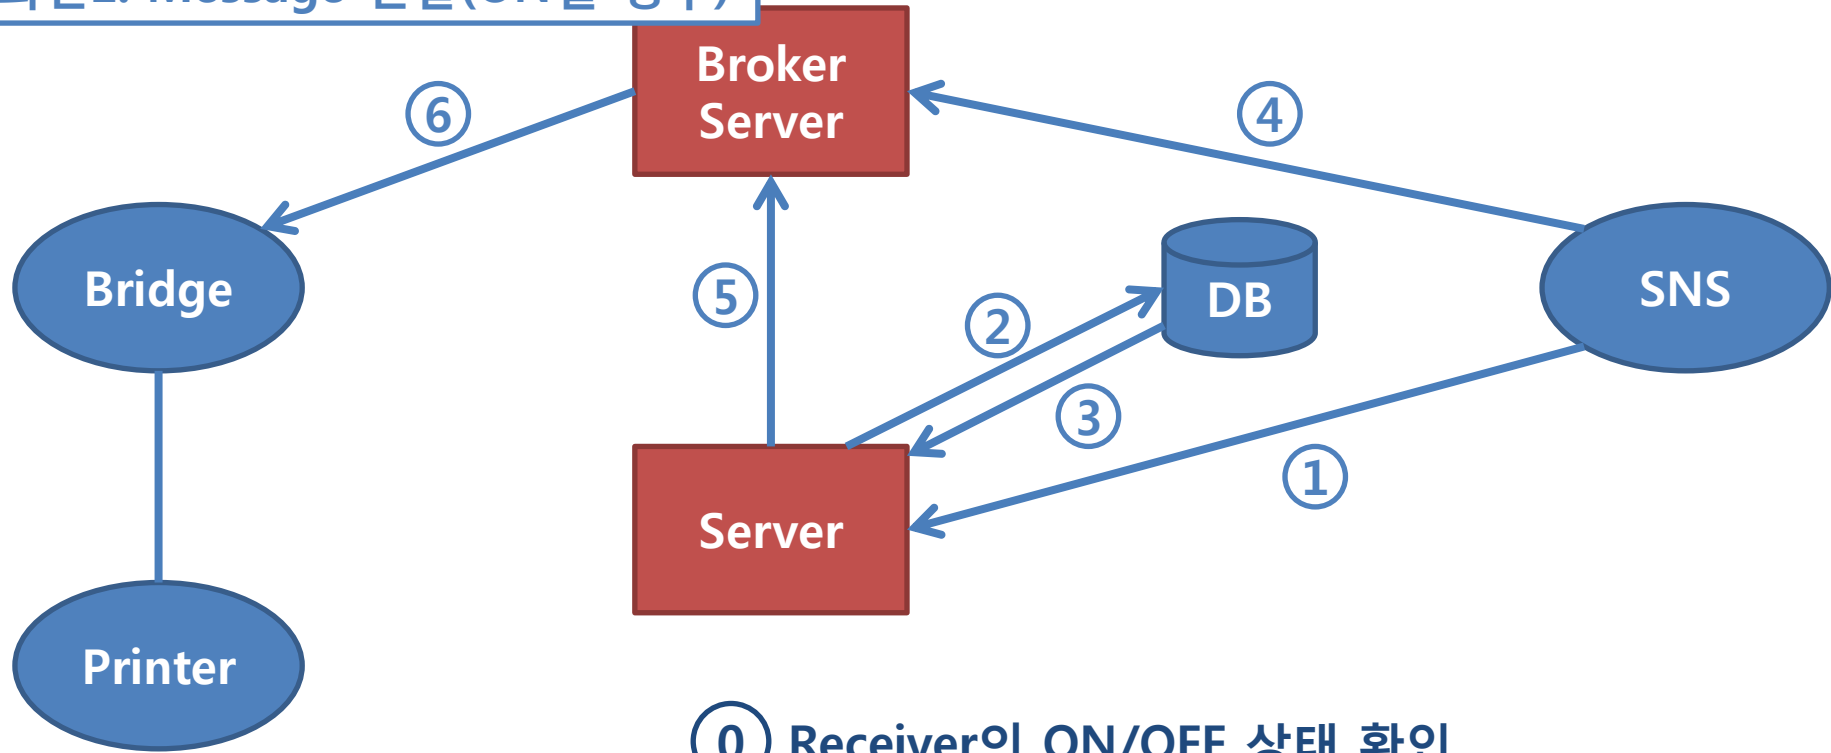 Message
Broker
Server
⑥
④
Bridge
⑤
②
DB
SNS
③
①
Server
Printer
⓪ Receiver의 ON/OFF 상태 확인